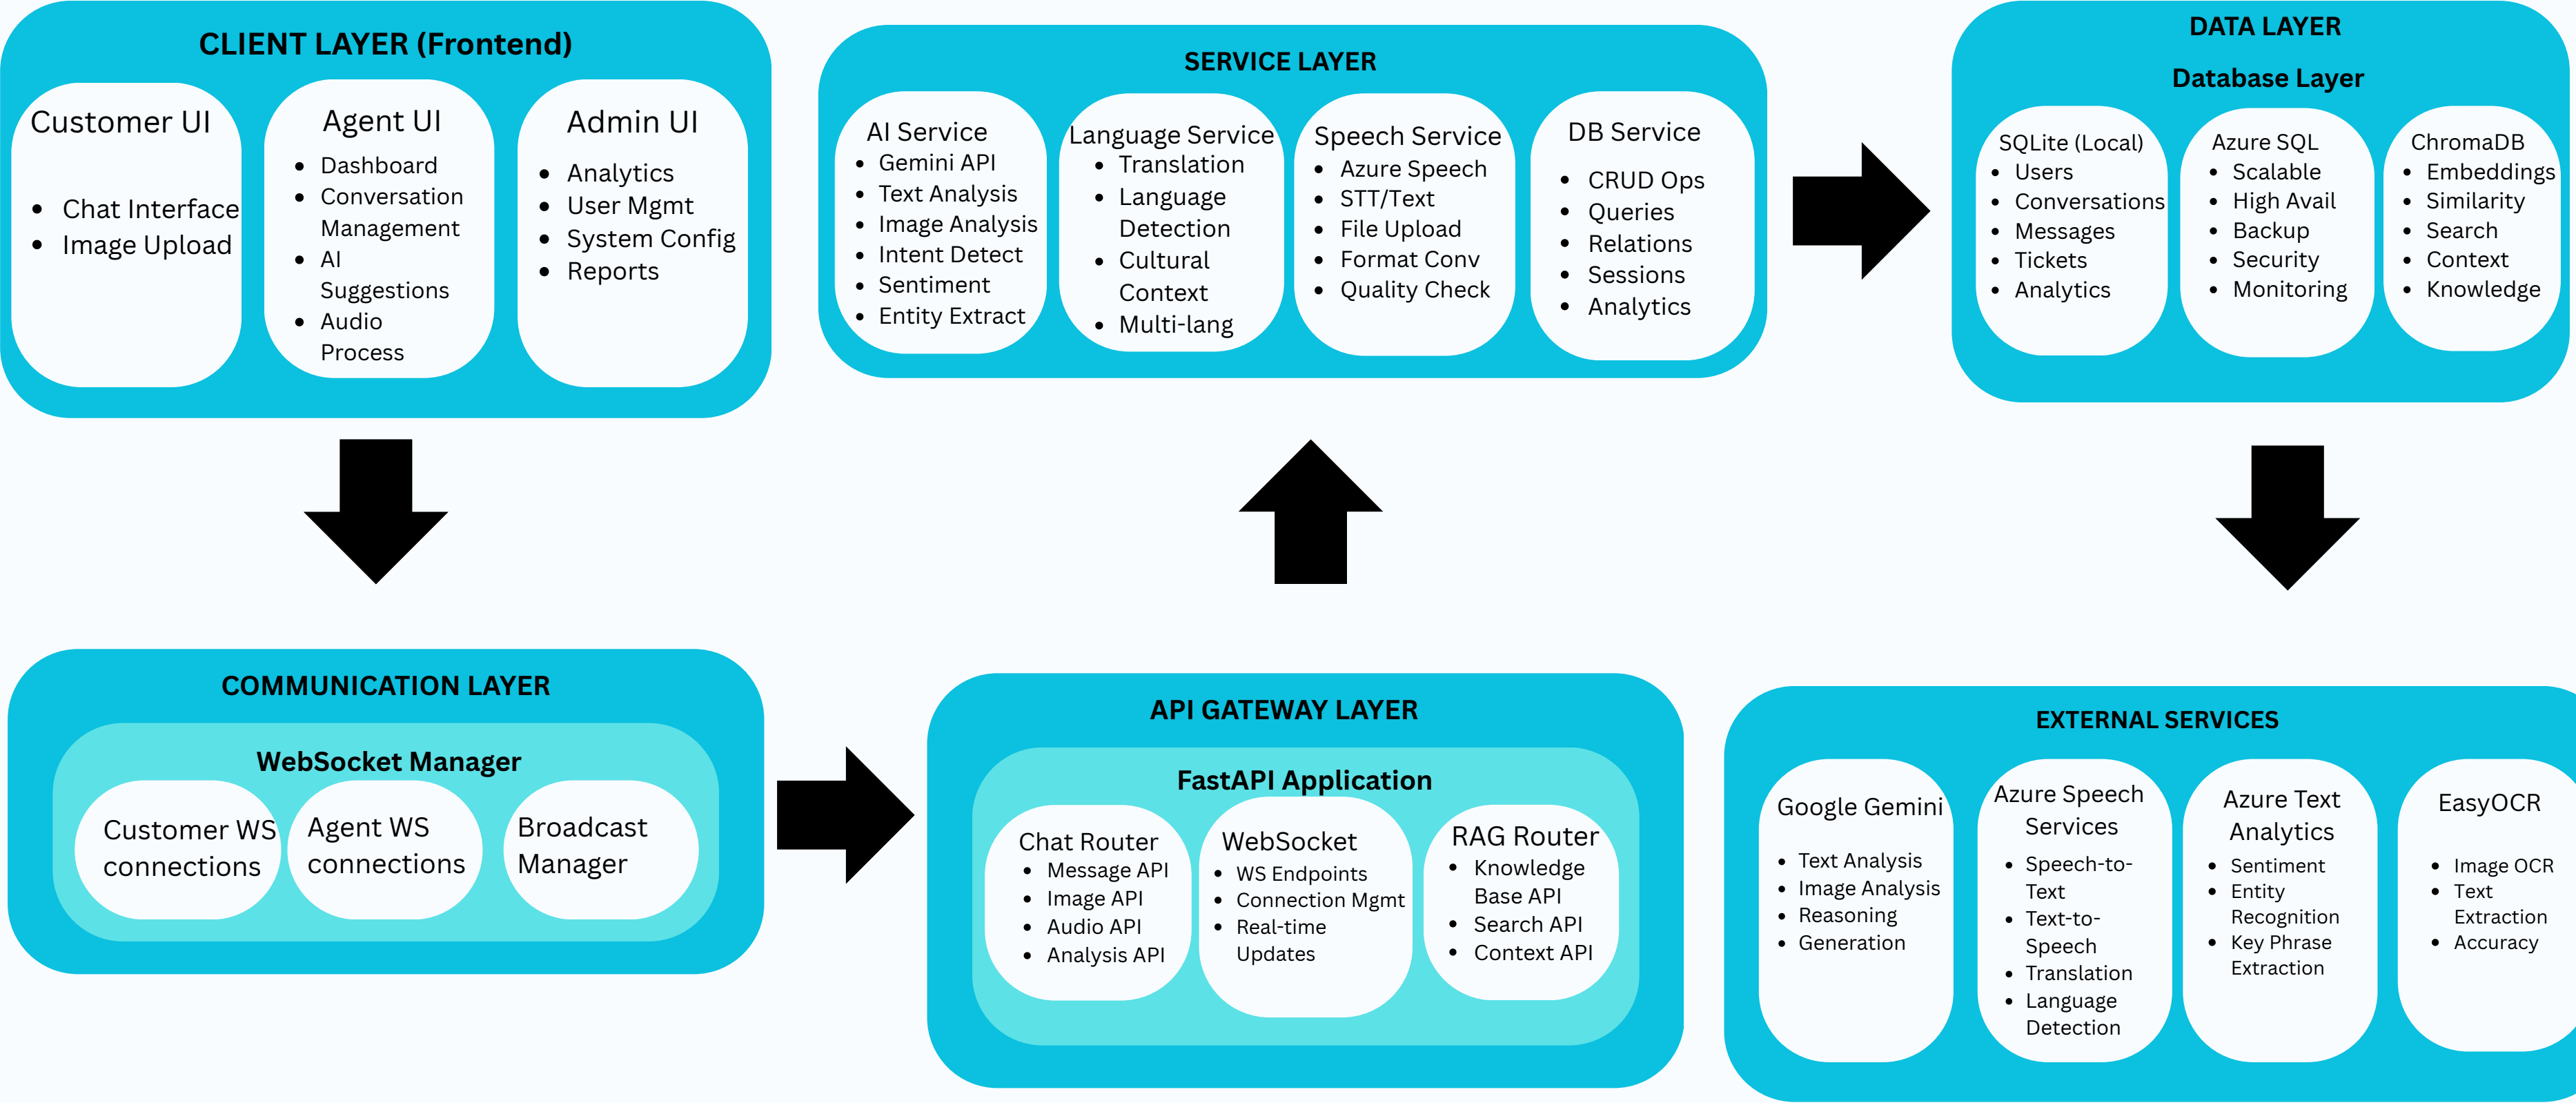 CLIENT LAYER (Frontend)
Customer UI
• Chat Interface
• Image Upload
Agent UI
• Dashboard
• Conversation
Management
• AI
Suggestions
• Audio
Process
Admin UI
• Analytics
• User Mgmt
• System Config
• Reports
SERVICE LAYER
AI Service
• Gemini API
• Text Analysis
• Image Analysis
• Intent Detect
• Sentiment
• Entity Extract
Language Service
• Translation
• Language
Detection
• Cultural
Context
• Multi-lang
Speech Service
• Azure Speech
• STT/Text
• File Upload
• Format Conv
• Quality Check
DB Service
• CRUD Ops
• Queries
• Relations
• Sessions
• Analytics
DATA LAYER
Database Layer
SQLite (Local)
• Users
• Conversations
• Messages
• Tickets
• Analytics
Azure SQL
• Scalable
• High Avail
• Backup
• Security
• Monitoring
ChromaDB
• Embeddings
• Similarity
• Search
• Context
• Knowledge
COMMUNICATION LAYER
WebSocket Manager
Customer WS
connections
Agent WS
connections
Broadcast
Manager
API GATEWAY LAYER
FastAPI Application
Chat Router
• Message API
• Image API
• Audio API
• Analysis API
WebSocket
• WS Endpoints
• Connection Mgmt
• Real-time
Updates
RAG Router
• Knowledge
Base API
• Search API
• Context API
EXTERNAL SERVICES
Google Gemini
• Text Analysis
• Image Analysis
• Reasoning
• Generation
Azure Speech
Services
• Speech-to-
Text
• Text-to-
Speech
• Translation
• Language
Detection
Azure Text
Analytics
• Sentiment
• Entity
Recognition
• Key Phrase
Extraction
EasyOCR
• Image OCR
• Text
Extraction
• Accuracy